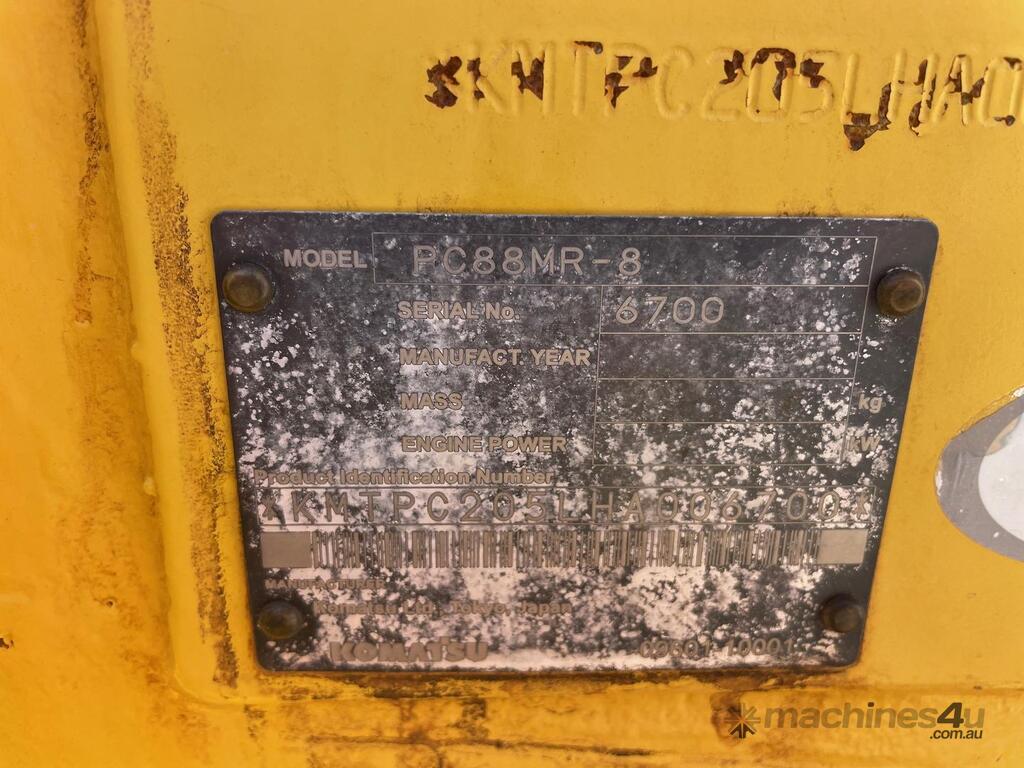 *KMTPC205LHA0
MODEL PC88MR-8
SERIAL No. 6700
MANUFACT YEAR
MASS kg
ENGINE POWER kW
Product Identification Number
*KMTPC205LHA006700*
MANUFACTURER
Komatsu Ltd., Tokyo, Japan
KOMATSU
machines4u
.com.au